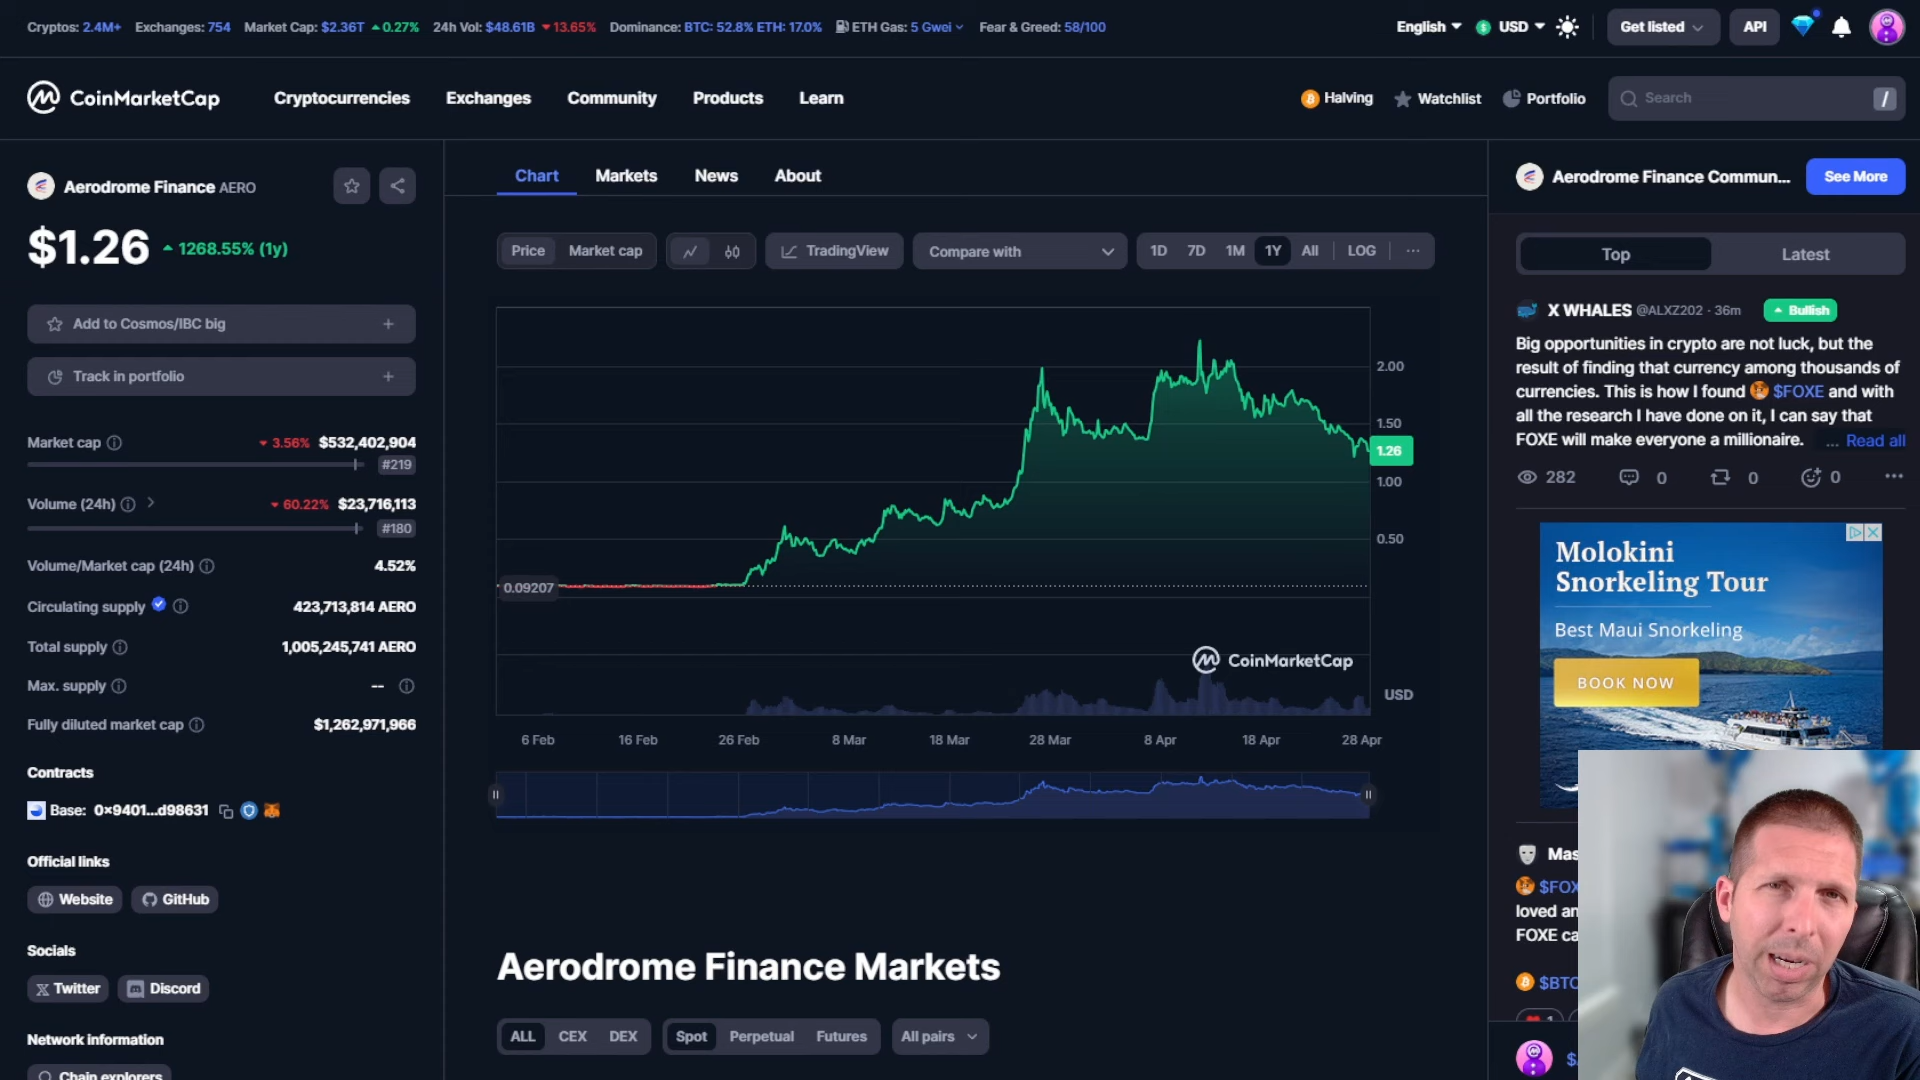 Cryptos: 2.4M+ Exchanges: 754 Market Cap: $2.36T 0.27% 24h Vol: $48.61B 13.65% Dominance: BTC: 52.8% ETH: 17.0% ETH Gas: 5 Gwei Fear & Greed: 58/100
English USD Get listed API
CoinMarketCap Cryptocurrencies Exchanges Community Products Learn
Halving Watchlist Portfolio Search /
Aerodrome Finance AERO
$1.26 1268.55% (1y)
Add to Cosmos/IBC big +
Track in portfolio +
Market cap 3.56% $532,402,904
#219
Volume (24h) 60.22% $23,716,113
#180
Volume/Market cap (24h) 4.52%
Circulating supply 423,713,814 AERO
Total supply 1,005,245,741 AERO
Max. supply --
Fully diluted market cap $1,262,971,966
Contracts
Base: 0x9401...d98631
Official links
Website GitHub
Socials
Twitter Discord
Network information
Chain explorers
Chart Markets News About
Price Market cap TradingView Compare with 1D 7D 1M 1Y All LOG ...
2.00
1.50
1.26
1.00
0.50
0.09207
CoinMarketCap
USD
6 Feb 16 Feb 26 Feb 8 Mar 18 Mar 28 Mar 8 Apr 18 Apr 28 Apr
Aerodrome Finance Markets
ALL CEX DEX Spot Perpetual Futures All pairs
Aerodrome Finance Commun... See More
Top Latest
X WHALES @ALXZ202 · 36m Bullish
Big opportunities in crypto are not luck, but the
result of finding that currency among thousands of
currencies. This is how I found $FOXE and with
all the research I have done on it, I can say that
FOXE will make everyone a millionaire. ... Read all
282 0 0 0 ...
Molokini
Snorkeling Tour
Best Maui Snorkeling
BOOK NOW
Mas
$FOX
loved an
FOXE ca
$BTC
1
$